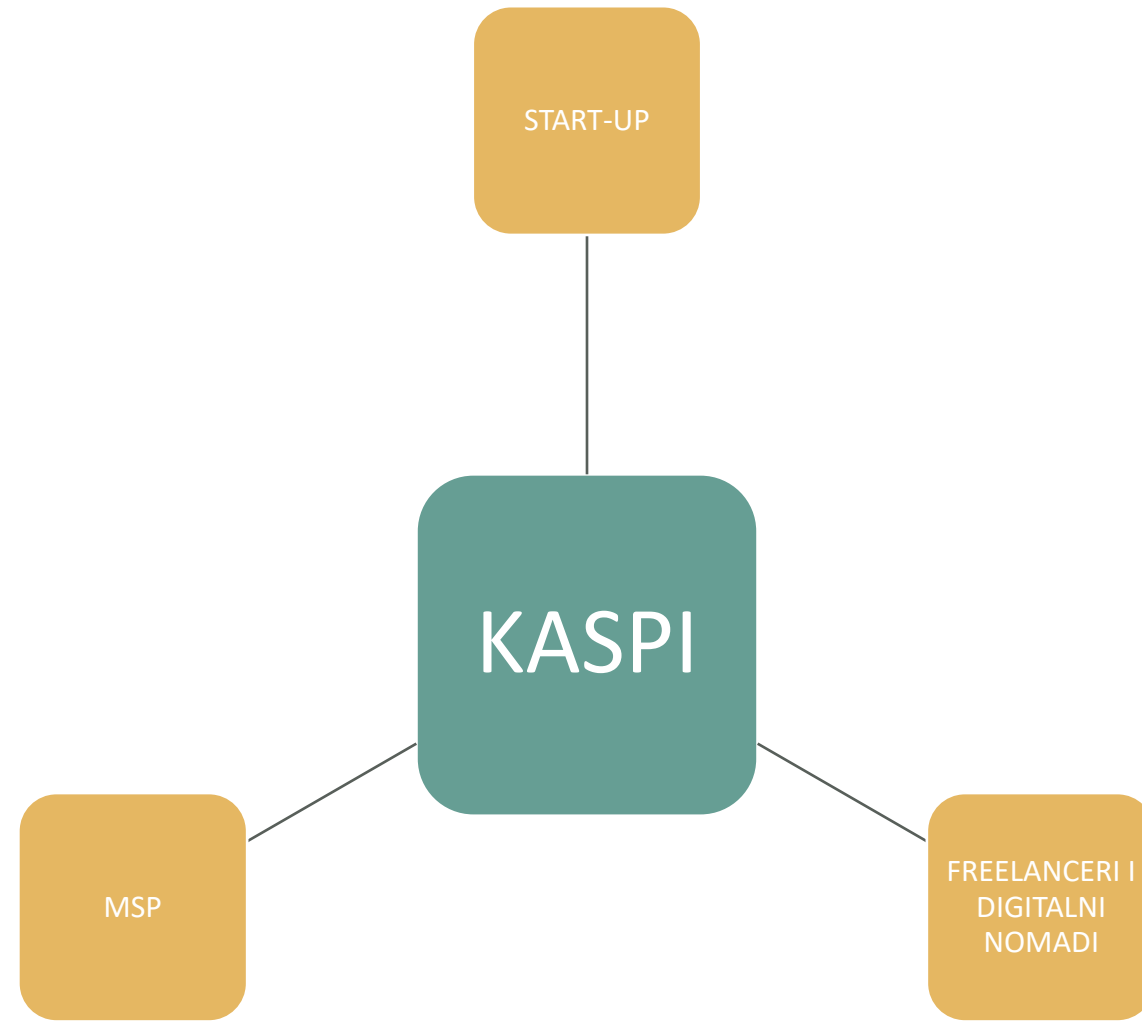 START-UP
KASPI
MSP
FREELANCERI I
DIGITALNI
NOMADI